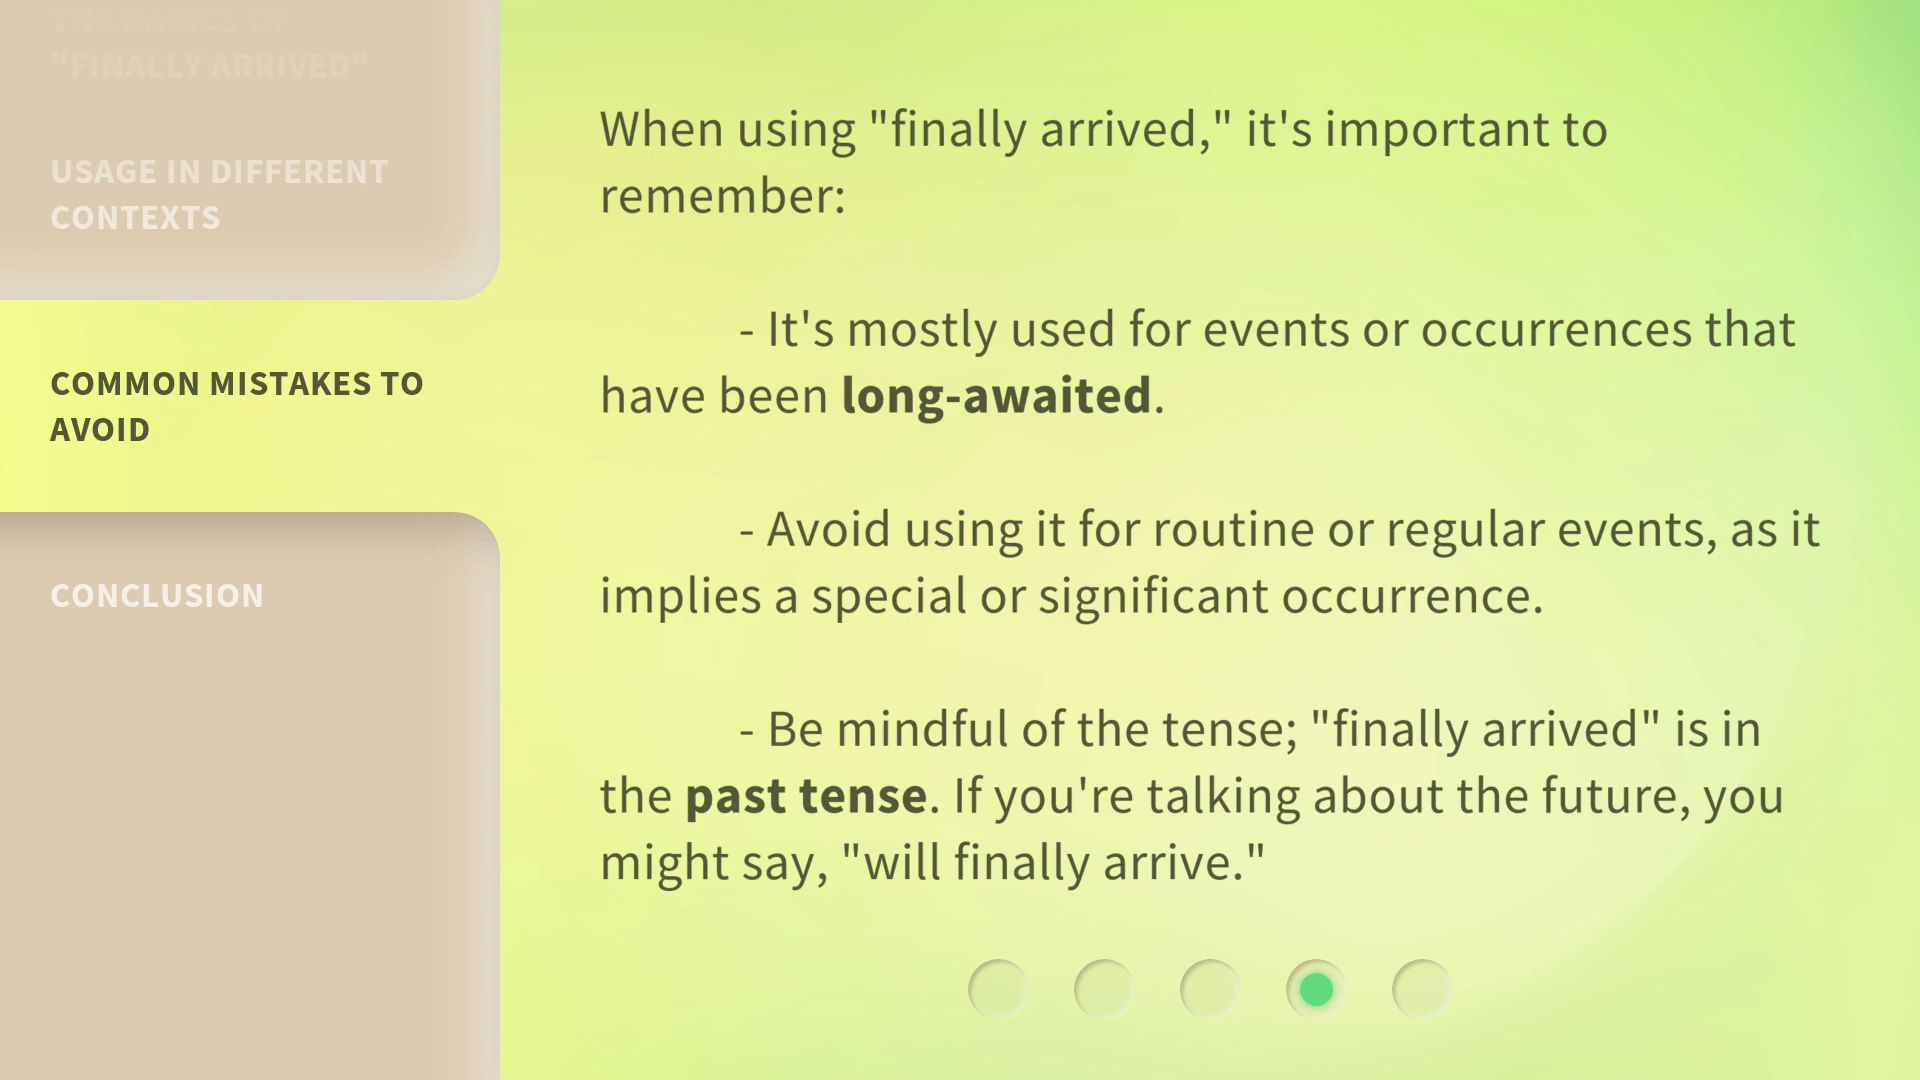 THE BASICS OF
"FINALLY ARRIVED"
USAGE IN DIFFERENT
CONTEXTS
COMMON MISTAKES TO
AVOID
CONCLUSION
When using "finally arrived," it's important to
remember:
- It's mostly used for events or occurrences that
have been long-awaited.
- Avoid using it for routine or regular events, as it
implies a special or significant occurrence.
- Be mindful of the tense; "finally arrived" is in
the past tense. If you're talking about the future, you
might say, "will finally arrive."